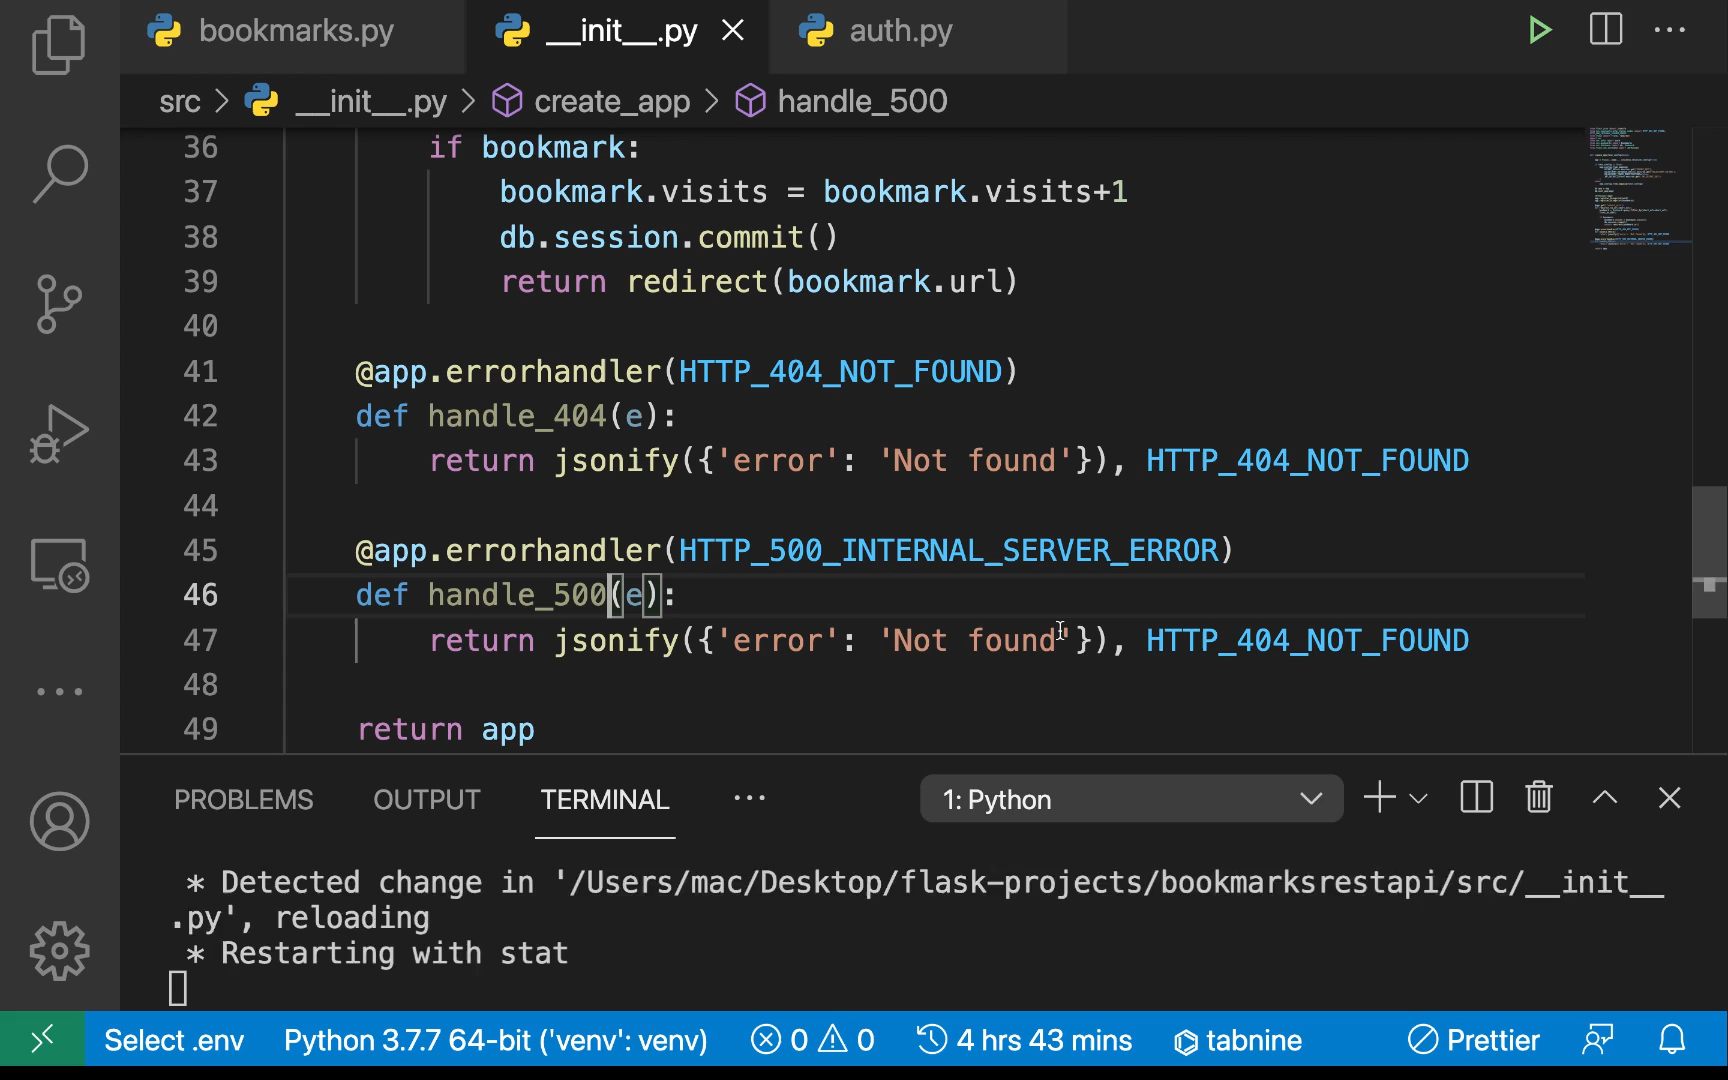 bookmarks.py __init__.py auth.py
src > __init__.py > create_app > handle_500
36 if bookmark:
37 bookmark.visits = bookmark.visits+1
38 db.session.commit()
39 return redirect(bookmark.url)
40
41 @app.errorhandler(HTTP_404_NOT_FOUND)
42 def handle_404(e):
43 return jsonify({'error': 'Not found'}), HTTP_404_NOT_FOUND
44
45 @app.errorhandler(HTTP_500_INTERNAL_SERVER_ERROR)
46 def handle_500(e):
47 return jsonify({'error': 'Not found'}), HTTP_404_NOT_FOUND
48
49 return app
PROBLEMS OUTPUT TERMINAL ··· 1: Python
* Detected change in '/Users/mac/Desktop/flask-projects/bookmarksrestapi/src/__init__
.py', reloading
* Restarting with stat
Select .env Python 3.7.7 64-bit ('venv': venv) 0 0 4 hrs 43 mins tabnine Prettier